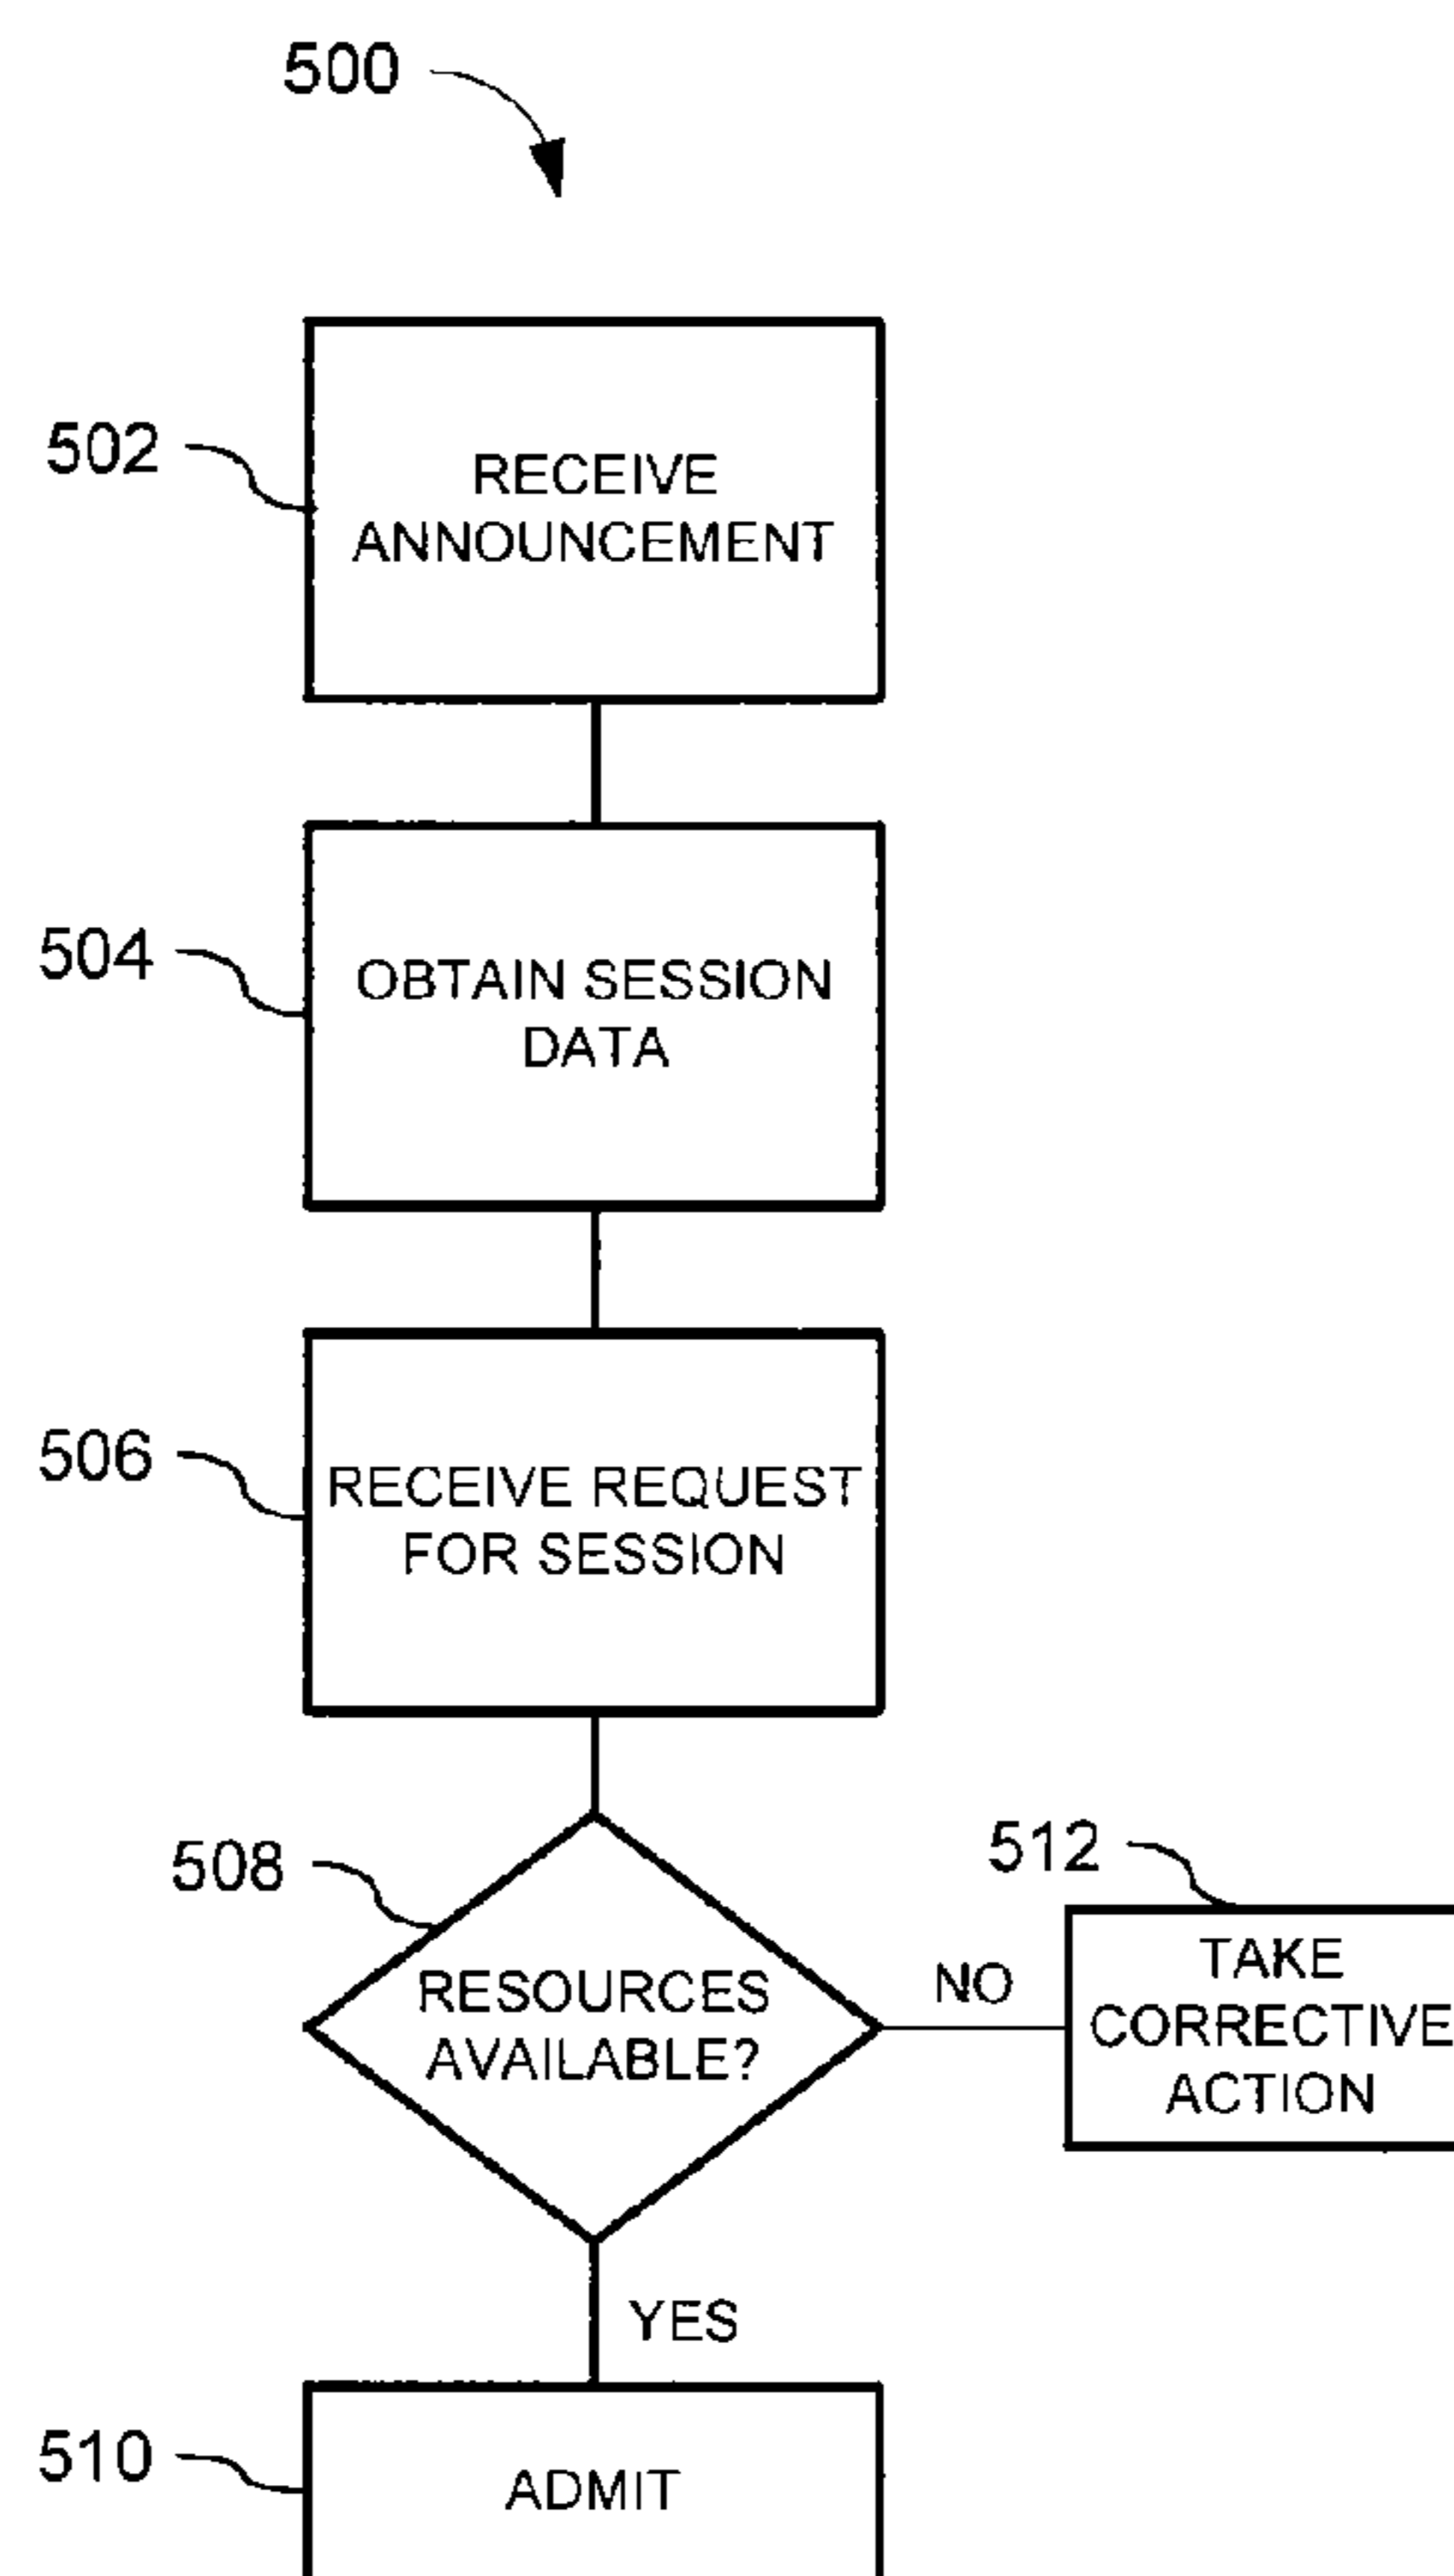 500
502
RECEIVE
ANNOUNCEMENT
504
OBTAIN SESSION
DATA
506
RECEIVE REQUEST
FOR SESSION
508
RESOURCES
AVAILABLE?
NO
512
TAKE
CORRECTIVE
ACTION
YES
510
ADMIT